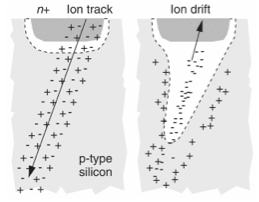 n+ Ion track
Ion drift
p-type
silicon